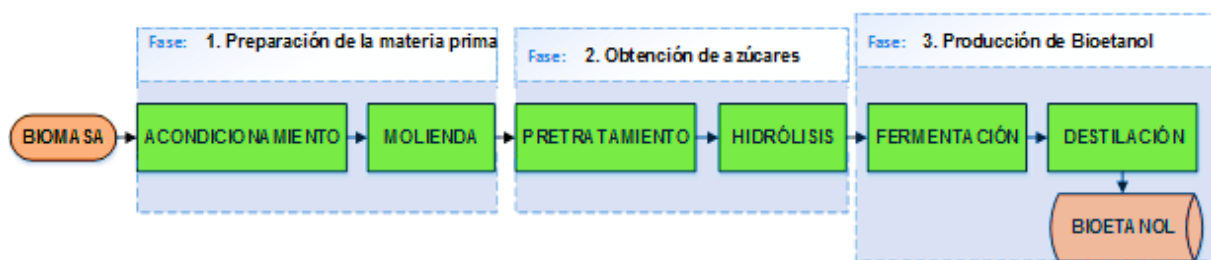 Fase: 1. Preparación de la materia prima
Fase: 2. Obtención de azúcares
Fase: 3. Producción de Bioetanol
BIOMASA
ACONDICIONAMIENTO
MOLIENDA
PRETRATAMIENTO
HIDRÓLISIS
FERMENTACIÓN
DESTILACIÓN
BIOETANOL